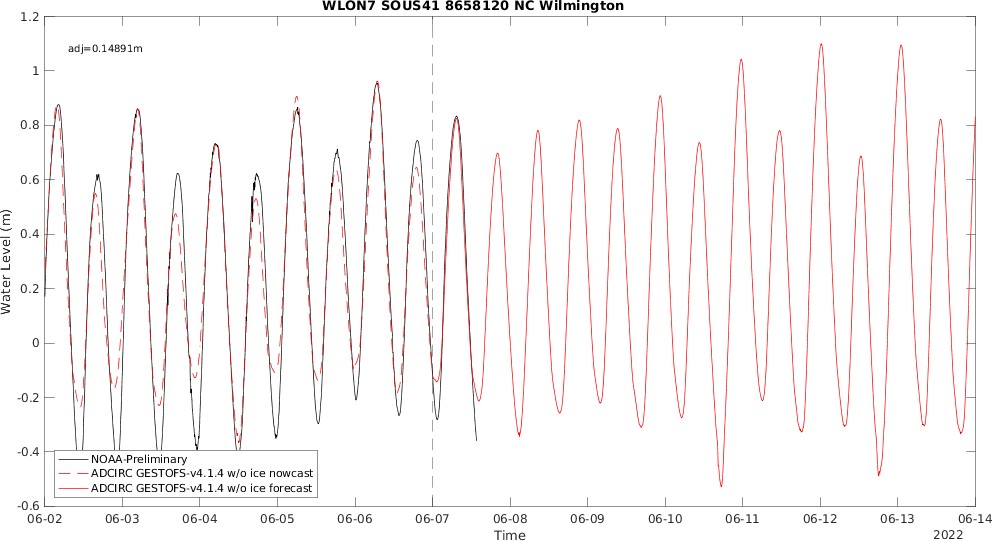 WLON7 SOUS41 8658120 NC Wilmington
adj=0.14891m
1.2
1
0.8
0.6
0.4
0.2
0
-0.2
-0.4
-0.6
Water Level (m)
NOAA-Preliminary
ADCIRC GESTOFS-v4.1.4 w/o ice nowcast
ADCIRC GESTOFS-v4.1.4 w/o ice forecast
06-02 06-03 06-04 06-05 06-06 06-07 06-08 06-09 06-10 06-11 06-12 06-13 06-14
Time
2022